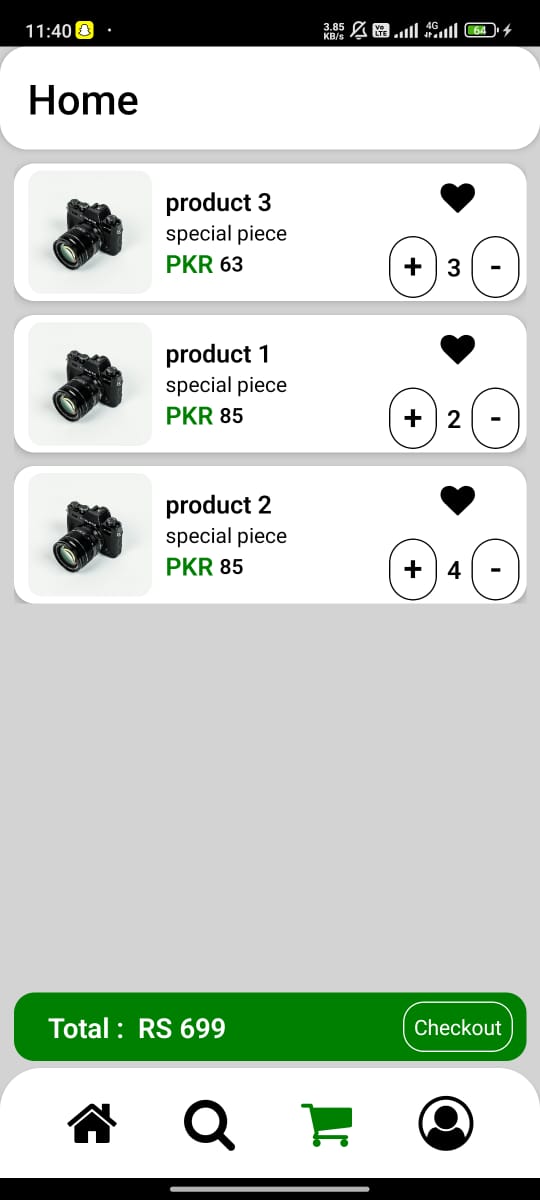 11:40
3.85
KB/s
Vo
LTE
4G
64
Home
product 3
special piece
PKR 63
+ 3 -
product 1
special piece
PKR 85
+ 2 -
product 2
special piece
PKR 85
+ 4 -
Total : RS 699
Checkout